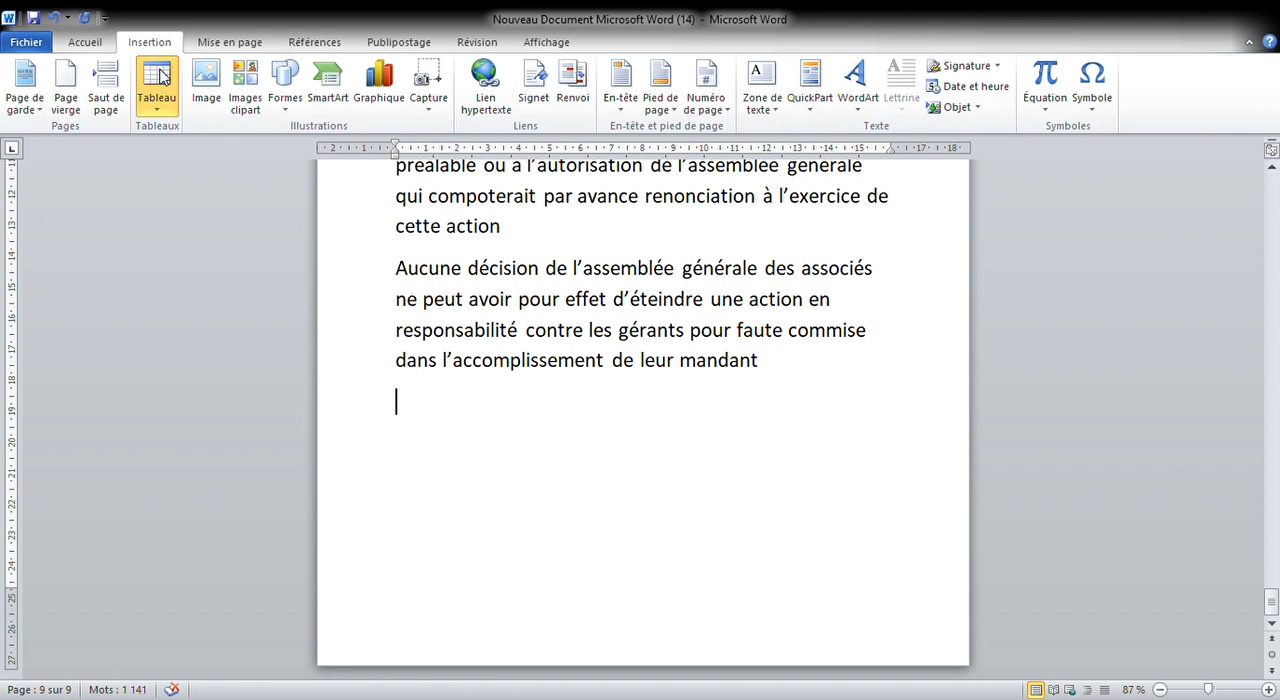 Nouveau Document Microsoft Word (14) - Microsoft Word
Fichier Accueil Insertion Mise en page Références Publipostage Révision Affichage
Page de garde Page vierge Saut de page Tableau Image Images clipart Formes SmartArt Graphique Capture Lien hypertexte Signet Renvoi En-tête Pied de page Numéro de page Zone de texte QuickPart WordArt Lettrine Signature Date et heure Objet Équation Symbole
Pages Tableaux Illustrations Liens En-tête et pied de page Texte Symboles
préalable ou à l’autorisation de l’assemblée générale
qui compoterait par avance renonciation à l’exercice de
cette action
Aucune décision de l’assemblée générale des associés
ne peut avoir pour effet d’éteindre une action en
responsabilité contre les gérants pour faute commise
dans l’accomplissement de leur mandant
Page : 9 sur 9 Mots : 1 141 87 %